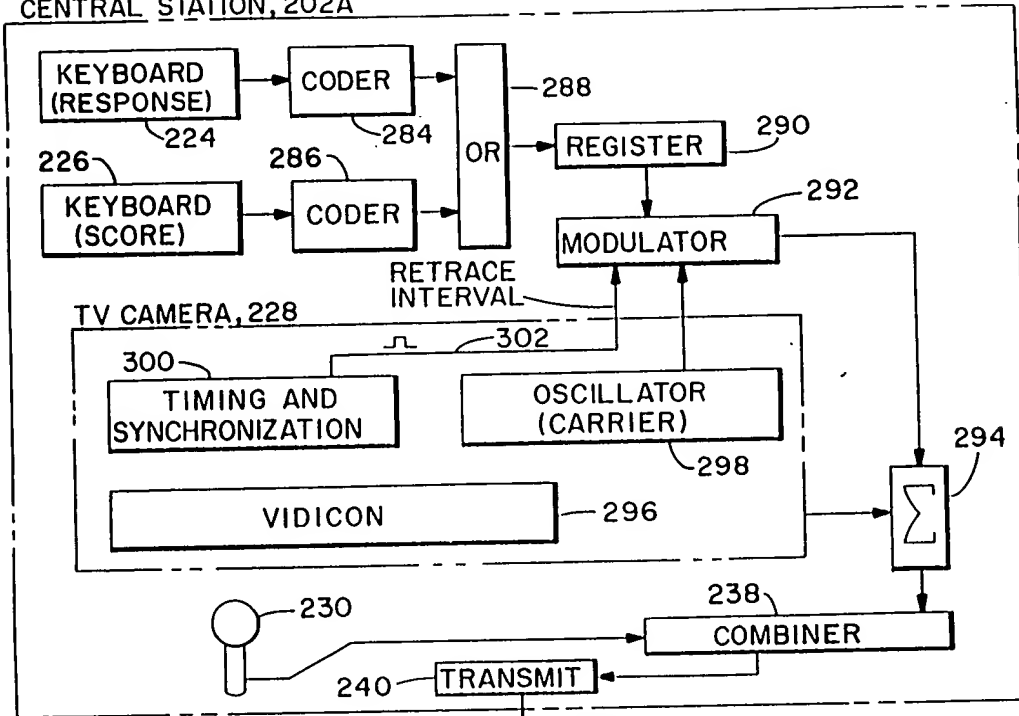 CENTRAL STATION, 202A
KEYBOARD
(RESPONSE)
224
CODER
284
OR
288
REGISTER
290
226
KEYBOARD
(SCORE)
286
CODER
292
MODULATOR
RETRACE
INTERVAL
TV CAMERA, 228
302
300
TIMING AND
SYNCHRONIZATION
OSCILLATOR
(CARRIER)
298
294
Σ
VIDICON
296
230
238
COMBINER
240
TRANSMIT